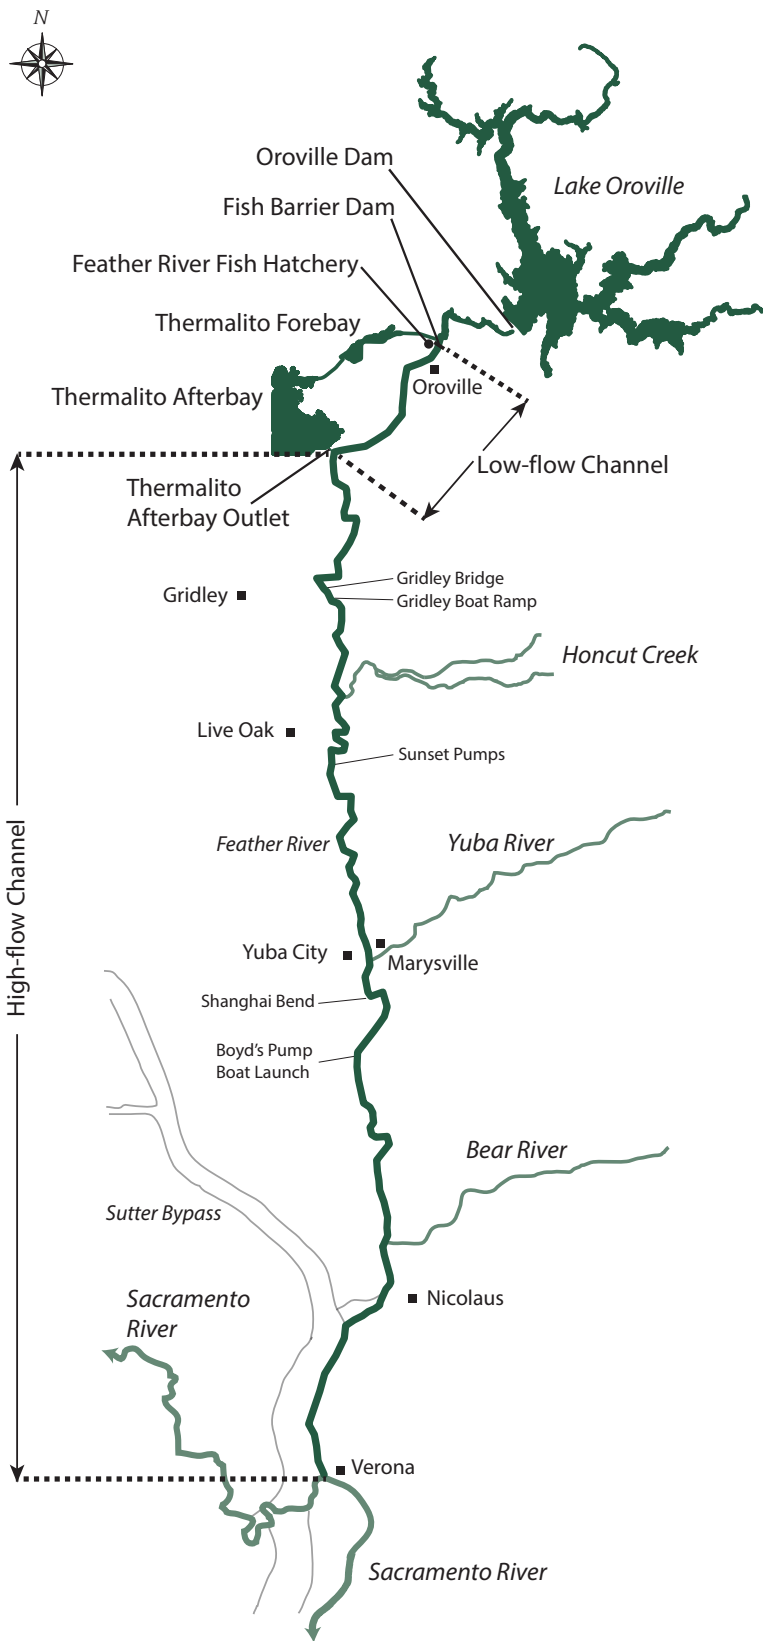 N
Oroville Dam
Lake Oroville
Fish Barrier Dam
Feather River Fish Hatchery
Thermalito Forebay
Oroville
Thermalito Afterbay
Low-flow Channel
Thermalito
Afterbay Outlet
Gridley Bridge
Gridley
Gridley Boat Ramp
Honcut Creek
Live Oak
Sunset Pumps
Feather River
Yuba River
High-flow Channel
Yuba City
Marysville
Shanghai Bend
Boyd's Pump
Boat Launch
Bear River
Sutter Bypass
Sacramento
River
Nicolaus
Verona
Sacramento River